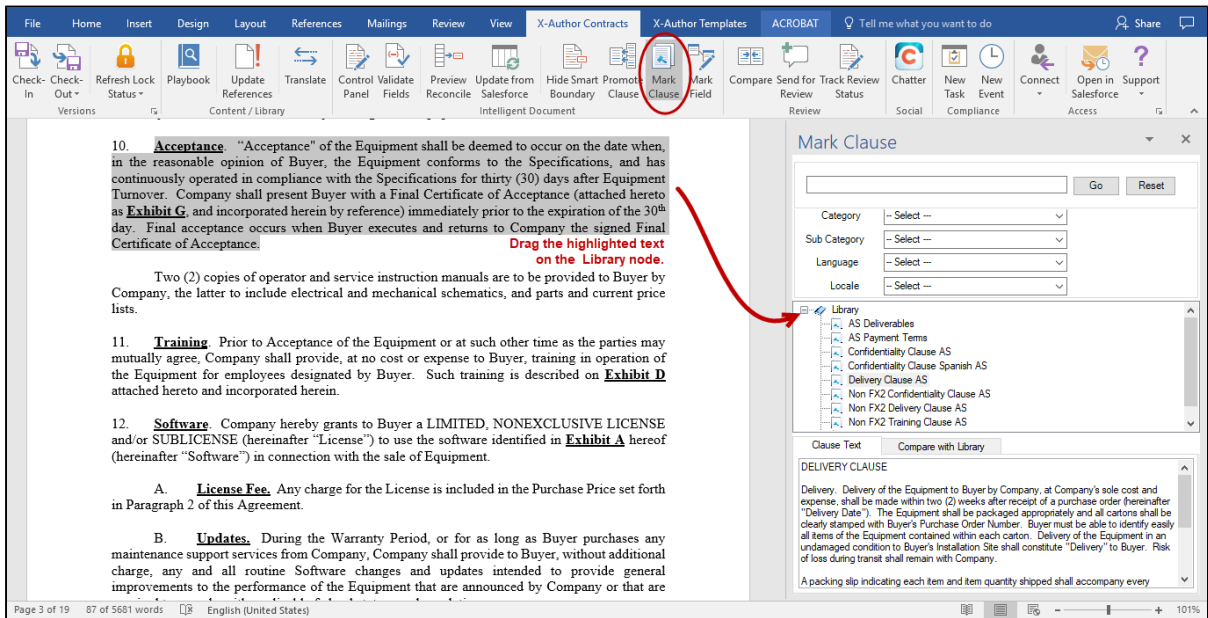 File Home Insert Design Layout References Mailings Review View X-Author Contracts X-Author Templates ACROBAT Tell me what you want to do Share
Check-In Check-Out Refresh Lock Status Playbook Update References Translate Control Panel Validate Fields Preview Reconcile Update from Salesforce Hide Smart Boundary Promote Clause Mark Clause Mark Field Compare Send for Review Track Review Status Chatter New Task New Event Connect Open in Salesforce Support
Versions Content / Library Intelligent Document Review Social Compliance Access
10. Acceptance. "Acceptance" of the Equipment shall be deemed to occur on the date when,
in the reasonable opinion of Buyer, the Equipment conforms to the Specifications, and has
continuously operated in compliance with the Specifications for thirty (30) days after Equipment
Turnover. Company shall present Buyer with a Final Certificate of Acceptance (attached hereto
as Exhibit G, and incorporated herein by reference) immediately prior to the expiration of the 30th
day. Final acceptance occurs when Buyer executes and returns to Company the signed Final
Certificate of Acceptance.
Drag the highlighted text
on the Library node.
Two (2) copies of operator and service instruction manuals are to be provided to Buyer by
Company, the latter to include electrical and mechanical schematics, and parts and current price
lists.
11. Training. Prior to Acceptance of the Equipment or at such other time as the parties may
mutually agree, Company shall provide, at no cost or expense to Buyer, training in operation of
the Equipment for employees designated by Buyer. Such training is described on Exhibit D
attached hereto and incorporated herein.
12. Software. Company hereby grants to Buyer a LIMITED, NONEXCLUSIVE LICENSE
and/or SUBLICENSE (hereinafter “License”) to use the software identified in Exhibit A hereof
(hereinafter “Software”) in connection with the sale of Equipment.
A. License Fee. Any charge for the License is included in the Purchase Price set forth
in Paragraph 2 of this Agreement.
B. Updates. During the Warranty Period, or for as long as Buyer purchases any
maintenance support services from Company, Company shall provide to Buyer, without additional
charge, any and all routine Software changes and updates intended to provide general
improvements to the performance of the Equipment that are announced by Company or that are
Mark Clause
Go Reset
Category -- Select ---
Sub Category -- Select ---
Language -- Select ---
Locale -- Select ---
Library
AS Deliverables
AS Payment Terms
Confidentiality Clause AS
Confidentiality Clause Spanish AS
Delivery Clause AS
Non FX2 Confidentiality Clause AS
Non FX2 Delivery Clause AS
Non FX2 Training Clause AS
Clause Text Compare with Library
DELIVERY CLAUSE
Delivery. Delivery of the Equipment to Buyer by Company, at Company's sole cost and
expense, shall be made within two (2) weeks after receipt of a purchase order (hereinafter
"Delivery Date"). The Equipment shall be packaged appropriately and all cartons shall be
clearly stamped with Buyer's Purchase Order Number. Buyer must be able to identify easily
all items of the Equipment contained within each carton. Delivery of the Equipment in an
undamaged condition to Buyer's Installation Site shall constitute "Delivery" to Buyer. Risk
of loss during transit shall remain with Company.
A packing slip indicating each item and item quantity shipped shall accompany every
Page 3 of 19 87 of 5681 words English (United States) 101%